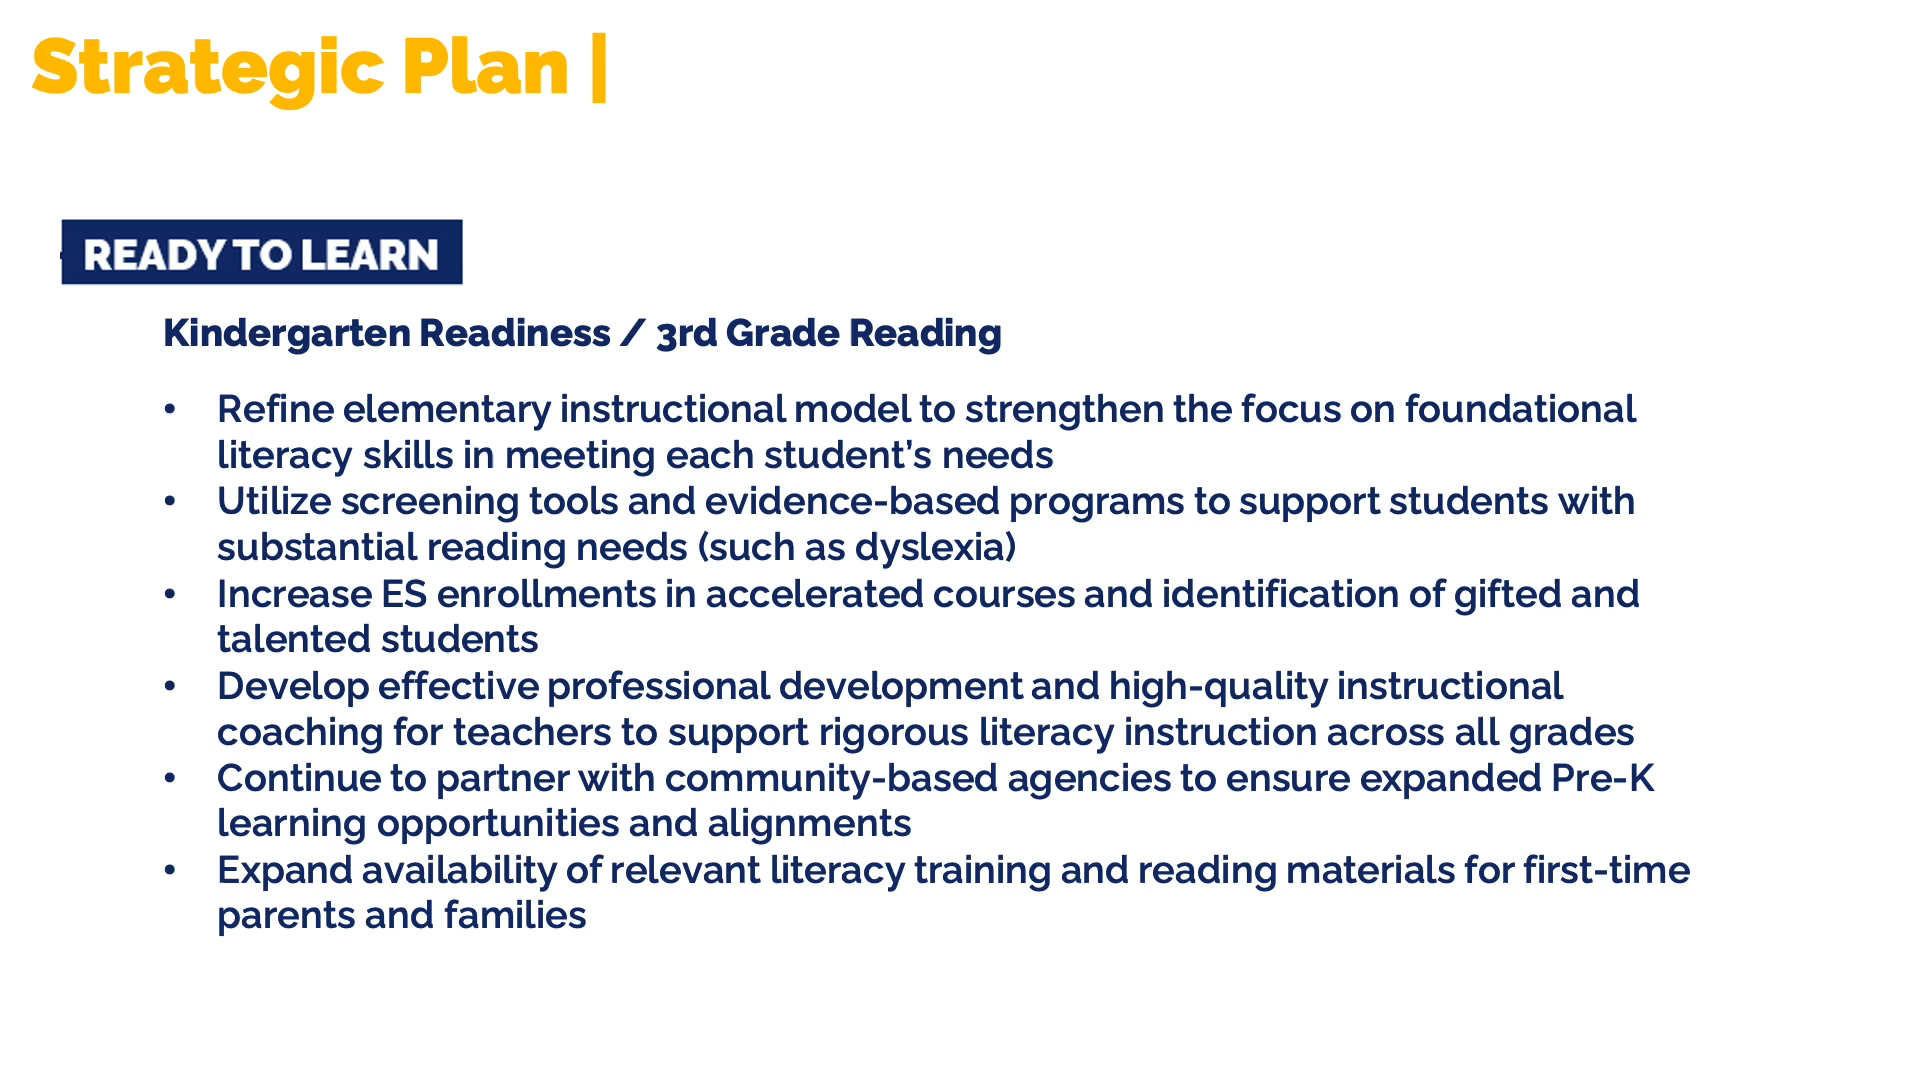 Strategic Plan |
READY TO LEARN
Kindergarten Readiness / 3rd Grade Reading
• Refine elementary instructional model to strengthen the focus on foundational
literacy skills in meeting each student’s needs
• Utilize screening tools and evidence-based programs to support students with
substantial reading needs (such as dyslexia)
• Increase ES enrollments in accelerated courses and identification of gifted and
talented students
• Develop effective professional development and high-quality instructional
coaching for teachers to support rigorous literacy instruction across all grades
• Continue to partner with community-based agencies to ensure expanded Pre-K
learning opportunities and alignments
• Expand availability of relevant literacy training and reading materials for first-time
parents and families